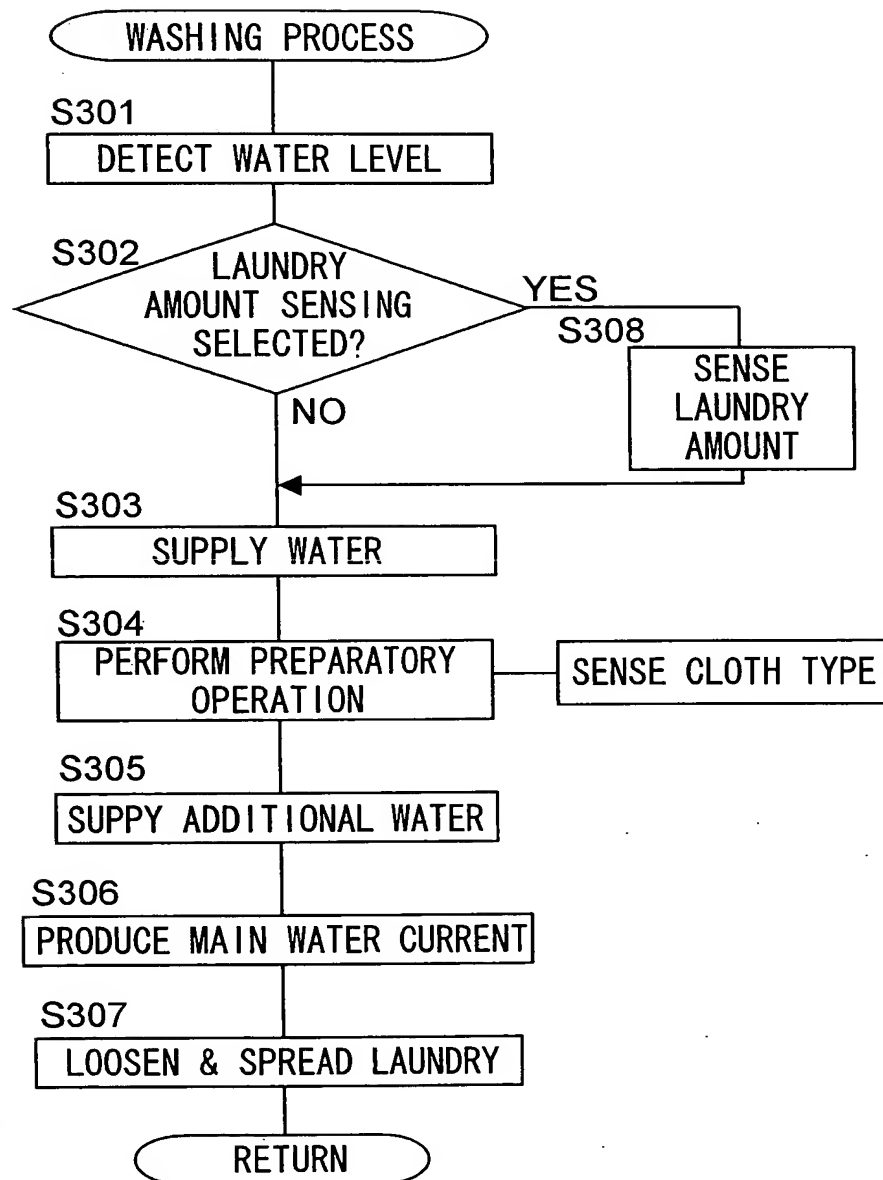 WASHING PROCESS
S301
DETECT WATER LEVEL
S302
LAUNDRY
AMOUNT SENSING
SELECTED?
YES
S308
SENSE
LAUNDRY
AMOUNT
NO
S303
SUPPLY WATER
S304
PERFORM PREPARATORY
OPERATION
SENSE CLOTH TYPE
S305
SUPPY ADDITIONAL WATER
S306
PRODUCE MAIN WATER CURRENT
S307
LOOSEN & SPREAD LAUNDRY
RETURN